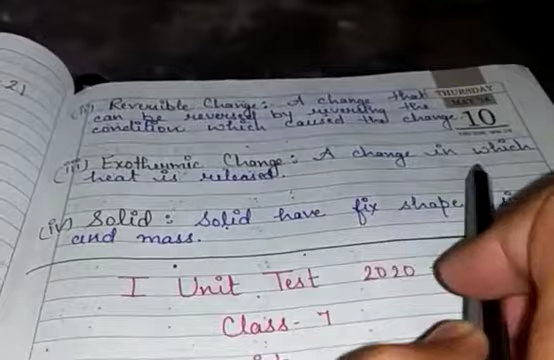 2)
(ii) Reversible Change:- A change that
can be reversed by reversing the
condition which caused the change
THURSDAY
10
(iii) Exothermic Change: A change in which
heat is released.
(iv) Solid: Solid have fix shape
and mass.
I Unit Test 2020
Class- 7